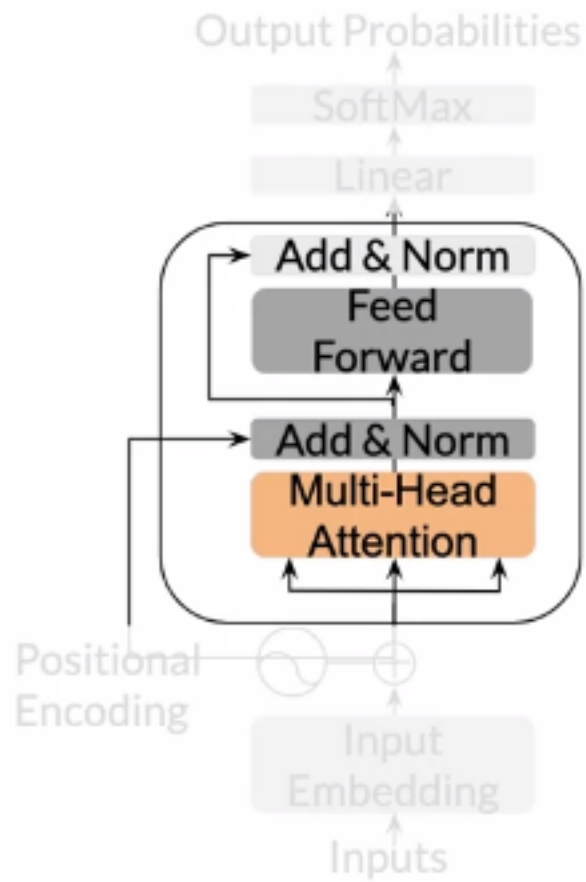 Output Probabilities
SoftMax
Linear
Add & Norm
Feed
Forward
Add & Norm
Multi-Head
Attention
Positional
Encoding
Input
Embedding
Inputs